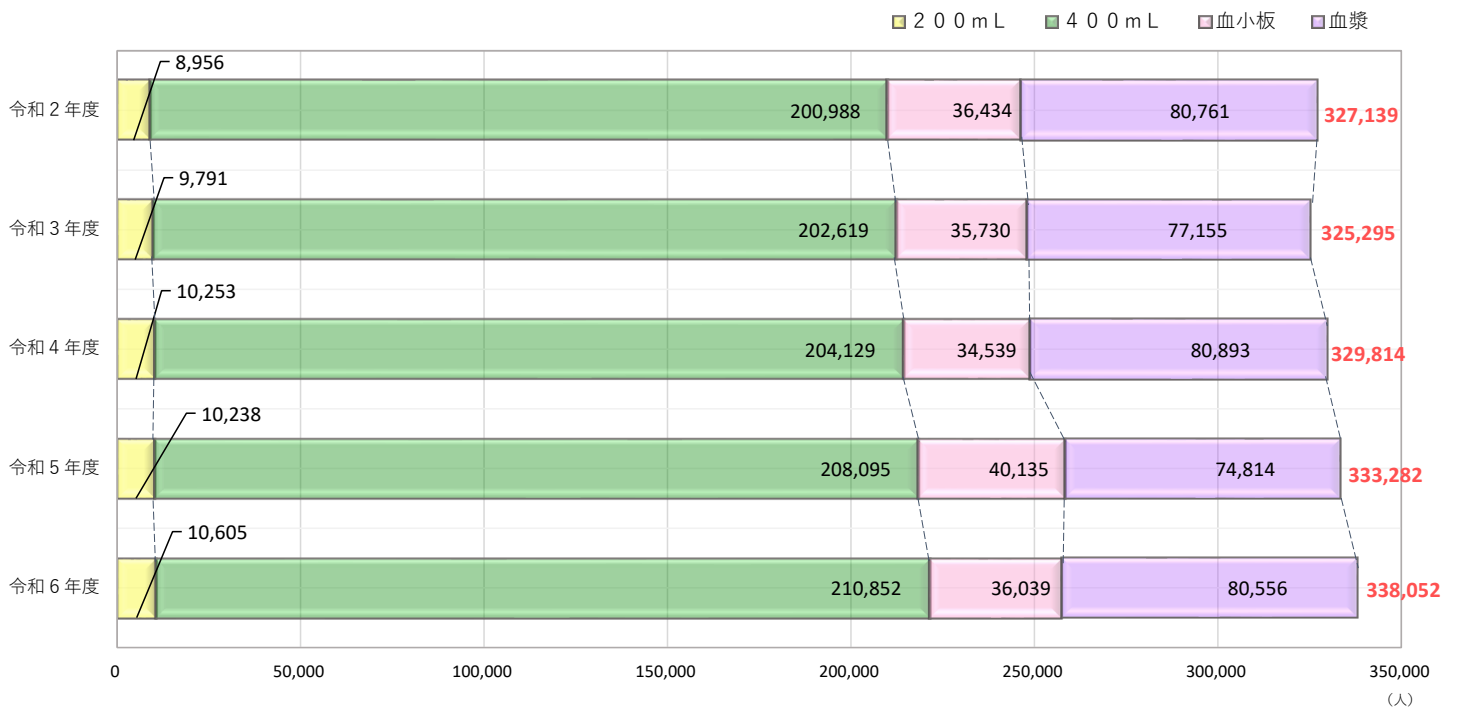 ２００ｍＬ ４００ｍＬ 血小板 血漿
8,956
令和２年度 200,988 36,434 80,761 327,139
9,791
令和３年度 202,619 35,730 77,155 325,295
10,253
令和４年度 204,129 34,539 80,893 329,814
10,238
令和５年度 208,095 40,135 74,814 333,282
10,605
令和６年度 210,852 36,039 80,556 338,052
0 50,000 100,000 150,000 200,000 250,000 300,000 350,000
（人）